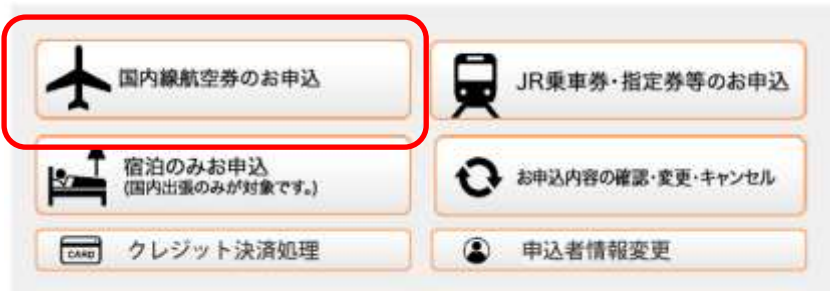 国内線航空券のお申込
JR乗車券・指定券等のお申込
宿泊のみお申込
(国内出張のみが対象です。)
お申込内容の確認・変更・キャンセル
CARD
クレジット決済処理
申込者情報変更